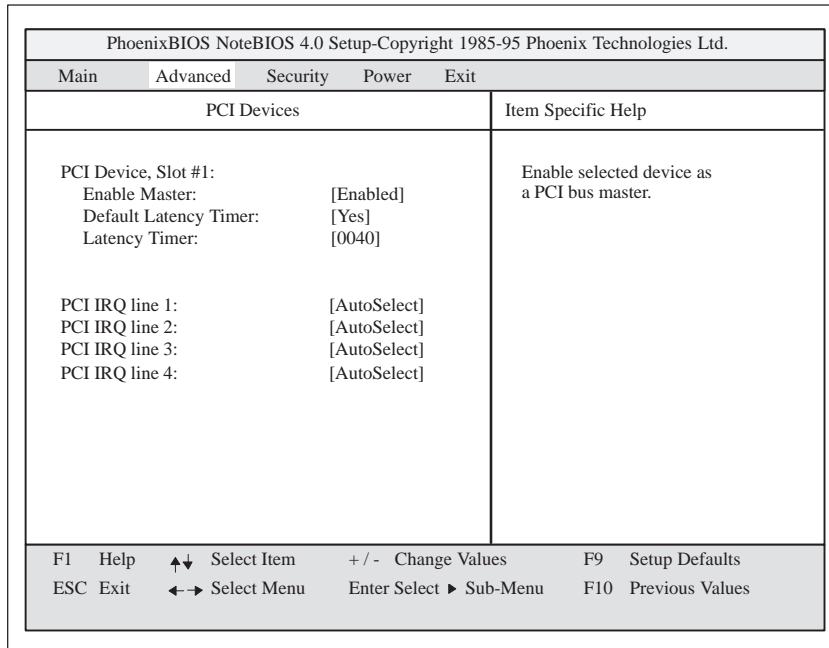 PhoenixBIOS NoteBIOS 4.0 Setup-Copyright 1985-95 Phoenix Technologies Ltd.
Main Advanced Security Power Exit
PCI Devices
Item Specific Help
PCI Device, Slot #1:
Enable Master: [Enabled]
Default Latency Timer: [Yes]
Latency Timer: [0040]
PCI IRQ line 1: [AutoSelect]
PCI IRQ line 2: [AutoSelect]
PCI IRQ line 3: [AutoSelect]
PCI IRQ line 4: [AutoSelect]
Enable selected device as
a PCI bus master.
F1 Help Select Item + / - Change Values F9 Setup Defaults
ESC Exit Select Menu Enter Select Sub-Menu F10 Previous Values